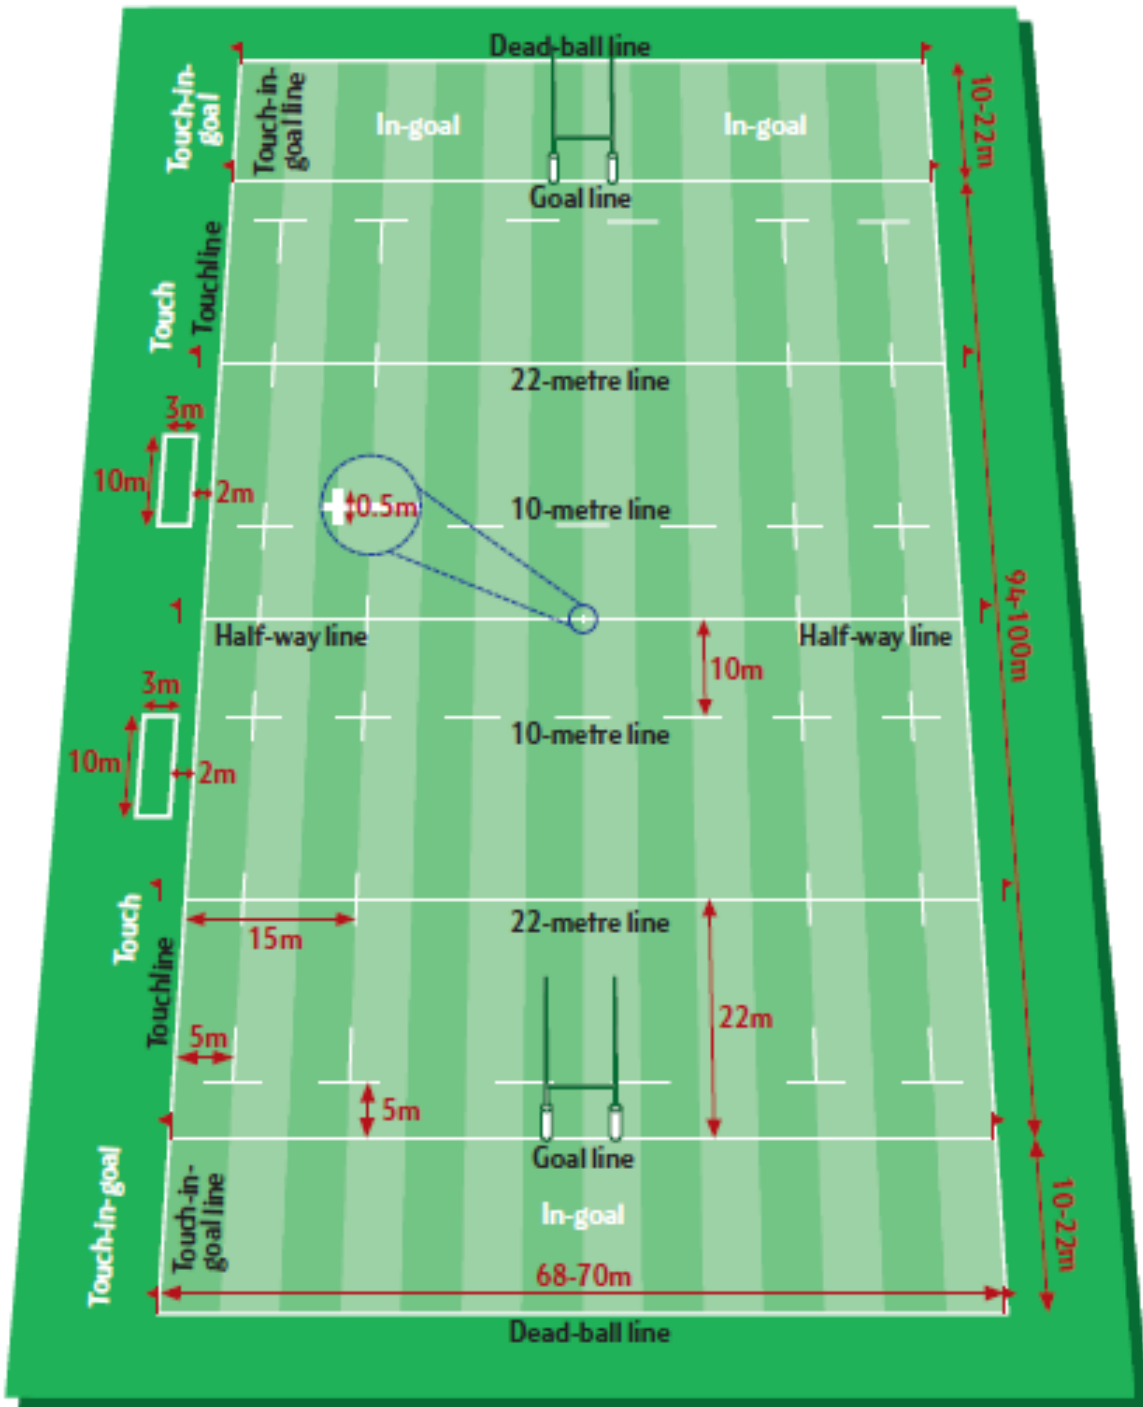 Dead-ball line
Touch-in-
goal
Touch-in-
goal line
In-goal
In-goal
10-22m
Goal line
Touchline
Touch
22-metre line
3m
10m
2m
0.5m
10-metre line
94-100m
Half-way line
Half-way line
10m
3m
10m
2m
10-metre line
Touch
Touchline
15m
22-metre line
22m
5m
5m
Goal line
Touch-in-goal
Touch-in-
goal line
In-goal
10-22m
68-70m
Dead-ball line